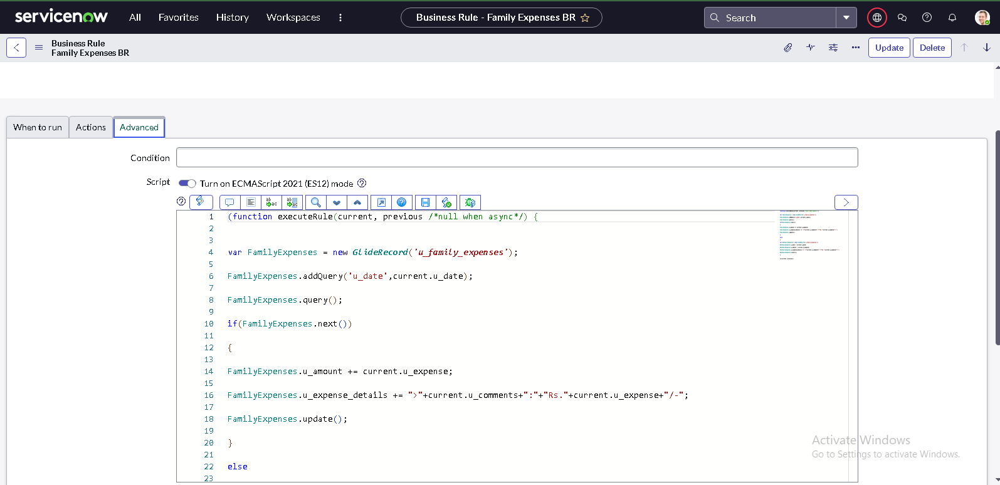 servicenow All Favorites History Workspaces Business Rule - Family Expenses BR Search
Business Rule
Family Expenses BR
Update Delete
When to run Actions Advanced
Condition
Script Turn on ECMAScript 2021 (ES12) mode
1 (function executeRule(current, previous /*null when async*/) {
2
3
4 var FamilyExpenses = new GlideRecord('u_family_expenses');
5
6 FamilyExpenses.addQuery('u_date',current.u_date);
7
8 FamilyExpenses.query();
9
10 if(FamilyExpenses.next())
11
12 {
13
14 FamilyExpenses.u_amount += current.u_expense;
15
16 FamilyExpenses.u_expense_details += ">"+current.u_comments+":"+"Rs."+current.u_expense+"/-";
17
18 FamilyExpenses.update();
19
20 }
21
22 else
23
Activate Windows
Go to Settings to activate Windows.